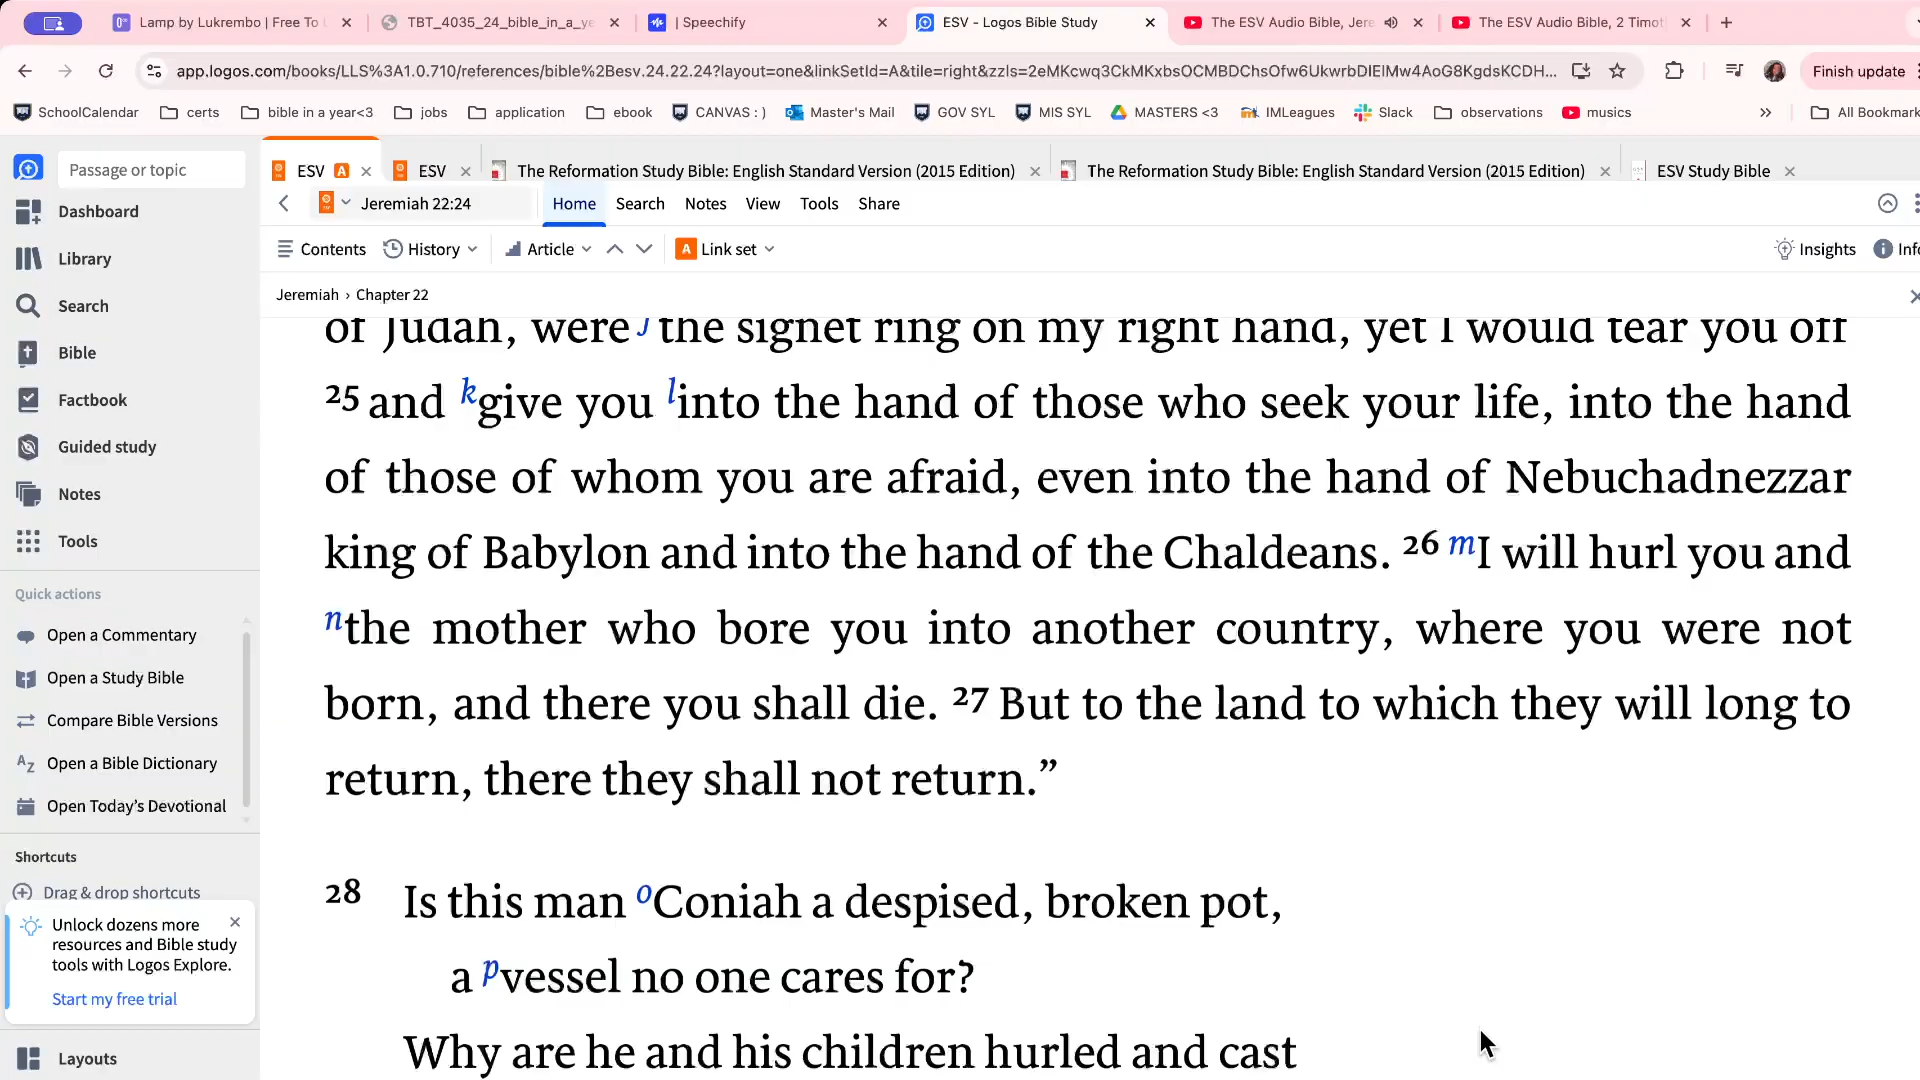 Lamp by Lukrembo | Free To
TBT_4035_24_bible_in_a_ye
| Speechify
ESV - Logos Bible Study
The ESV Audio Bible, Jere
The ESV Audio Bible, 2 Timot
app.logos.com/books/LLS%3A1.0.710/references/bible%2Besv.24.22.24?layout=one&linkSetId=A&tile=right&zzls=2eMKcwq3CkMKxbsOCMBDChsOfw6UkwrbDIEIMw4AoG8KgdsKCDH...
Finish update
SchoolCalendar
certs
bible in a year<3
jobs
application
ebook
CANVAS : )
Master's Mail
GOV SYL
MIS SYL
MASTERS <3
IMLeagues
Slack
observations
musics
»
All Bookmark
Passage or topic
ESV A
ESV
The Reformation Study Bible: English Standard Version (2015 Edition)
The Reformation Study Bible: English Standard Version (2015 Edition)
ESV Study Bible
Jeremiah 22:24
Home
Search
Notes
View
Tools
Share
Contents
History
Article
A Link set
Insights
Info
Jeremiah › Chapter 22
Dashboard
Library
Search
Bible
Factbook
Guided study
Notes
Tools
Quick actions
Open a Commentary
Open a Study Bible
Compare Bible Versions
Open a Bible Dictionary
Open Today's Devotional
Shortcuts
Drag & drop shortcuts
Unlock dozens more
resources and Bible study
tools with Logos Explore.
Start my free trial
Layouts
of Judah, were j the signet ring on my right hand, yet I would tear you off
25 and k give you l into the hand of those who seek your life, into the hand
of those of whom you are afraid, even into the hand of Nebuchadnezzar
king of Babylon and into the hand of the Chaldeans. 26 m I will hurl you and
n the mother who bore you into another country, where you were not
born, and there you shall die. 27 But to the land to which they will long to
return, there they shall not return.”
28 Is this man o Coniah a despised, broken pot,
a p vessel no one cares for?
Why are he and his children hurled and cast